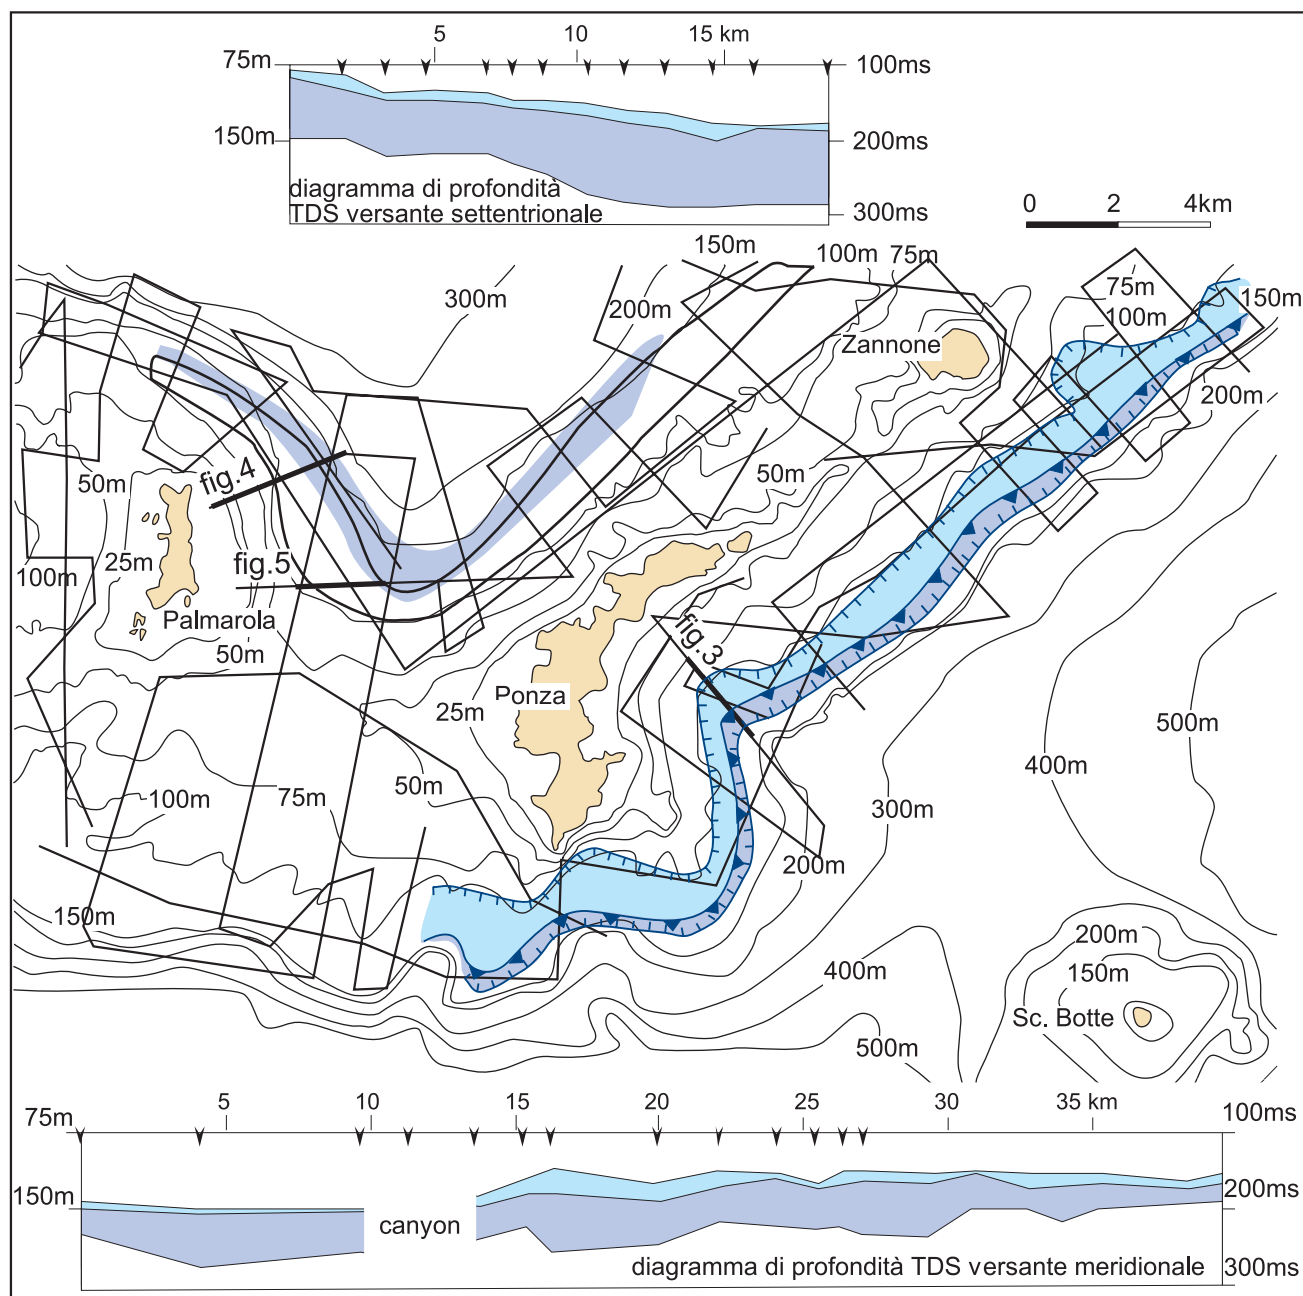 5 10 15 km
75m 100ms
150m 200ms
diagramma di profondità
TDS versante settentrionale
300ms
0 2 4km
150m
100m
75m
300m
200m
75m
100m
150m
Zannone
200m
50m
fig.4
50m
25m
100m
fig.5
Palmarola
50m
fig.3
25m
Ponza
500m
400m
50m
75m
100m
300m
200m
150m
200m
150m
400m
Sc. Botte
500m
5 10 15 20 25 30 35 km
75m 100ms
150m 200ms
canyon
diagramma di profondità TDS versante meridionale
300ms